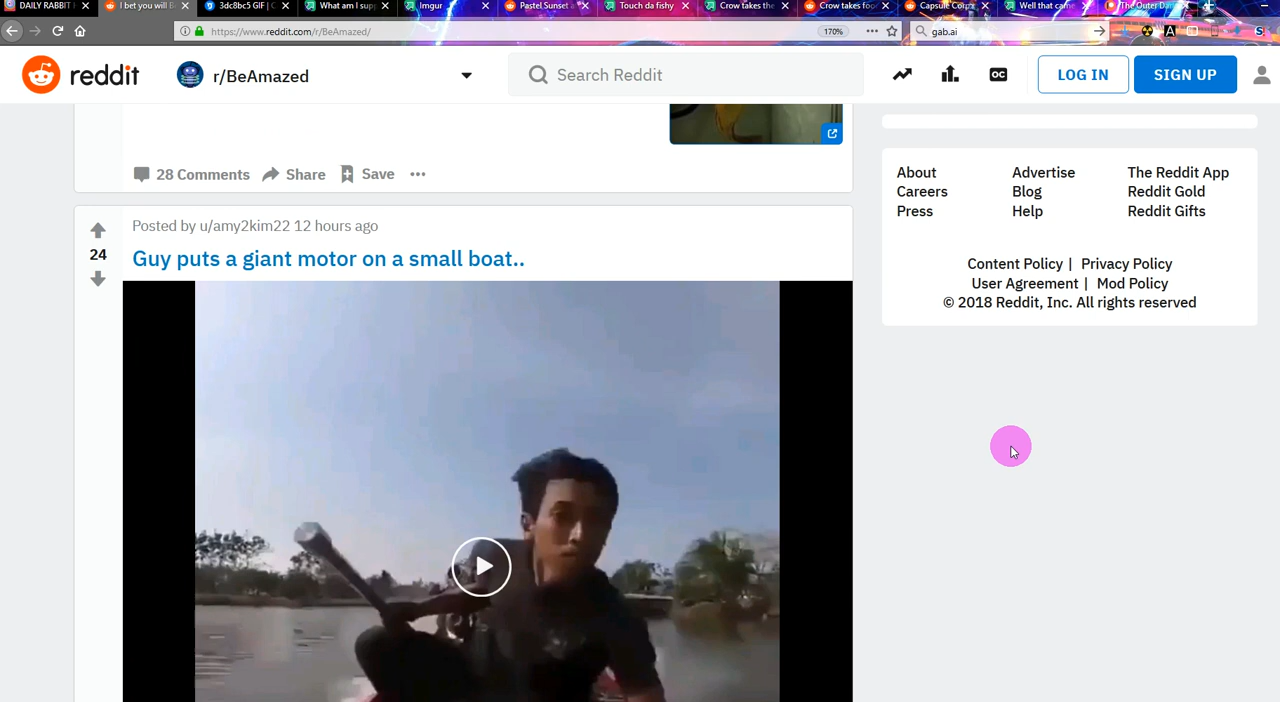 DAILY RABBIT
I bet you will B
3dc8bc5 GIF | C
What am I sup
Imgur
Pastel Sunset a
Touch da fishy
Crow takes the
Crow takes foo
Capsule Corp
Well that came
The Outer Dar
https://www.reddit.com/r/BeAmazed/
170%
gab.ai
reddit
r/BeAmazed
Search Reddit
OC
LOG IN
SIGN UP
28 Comments
Share
Save
Posted by u/amy2kim22 12 hours ago
24
Guy puts a giant motor on a small boat..
About
Advertise
The Reddit App
Careers
Blog
Reddit Gold
Press
Help
Reddit Gifts
Content Policy | Privacy Policy
User Agreement | Mod Policy
© 2018 Reddit, Inc. All rights reserved